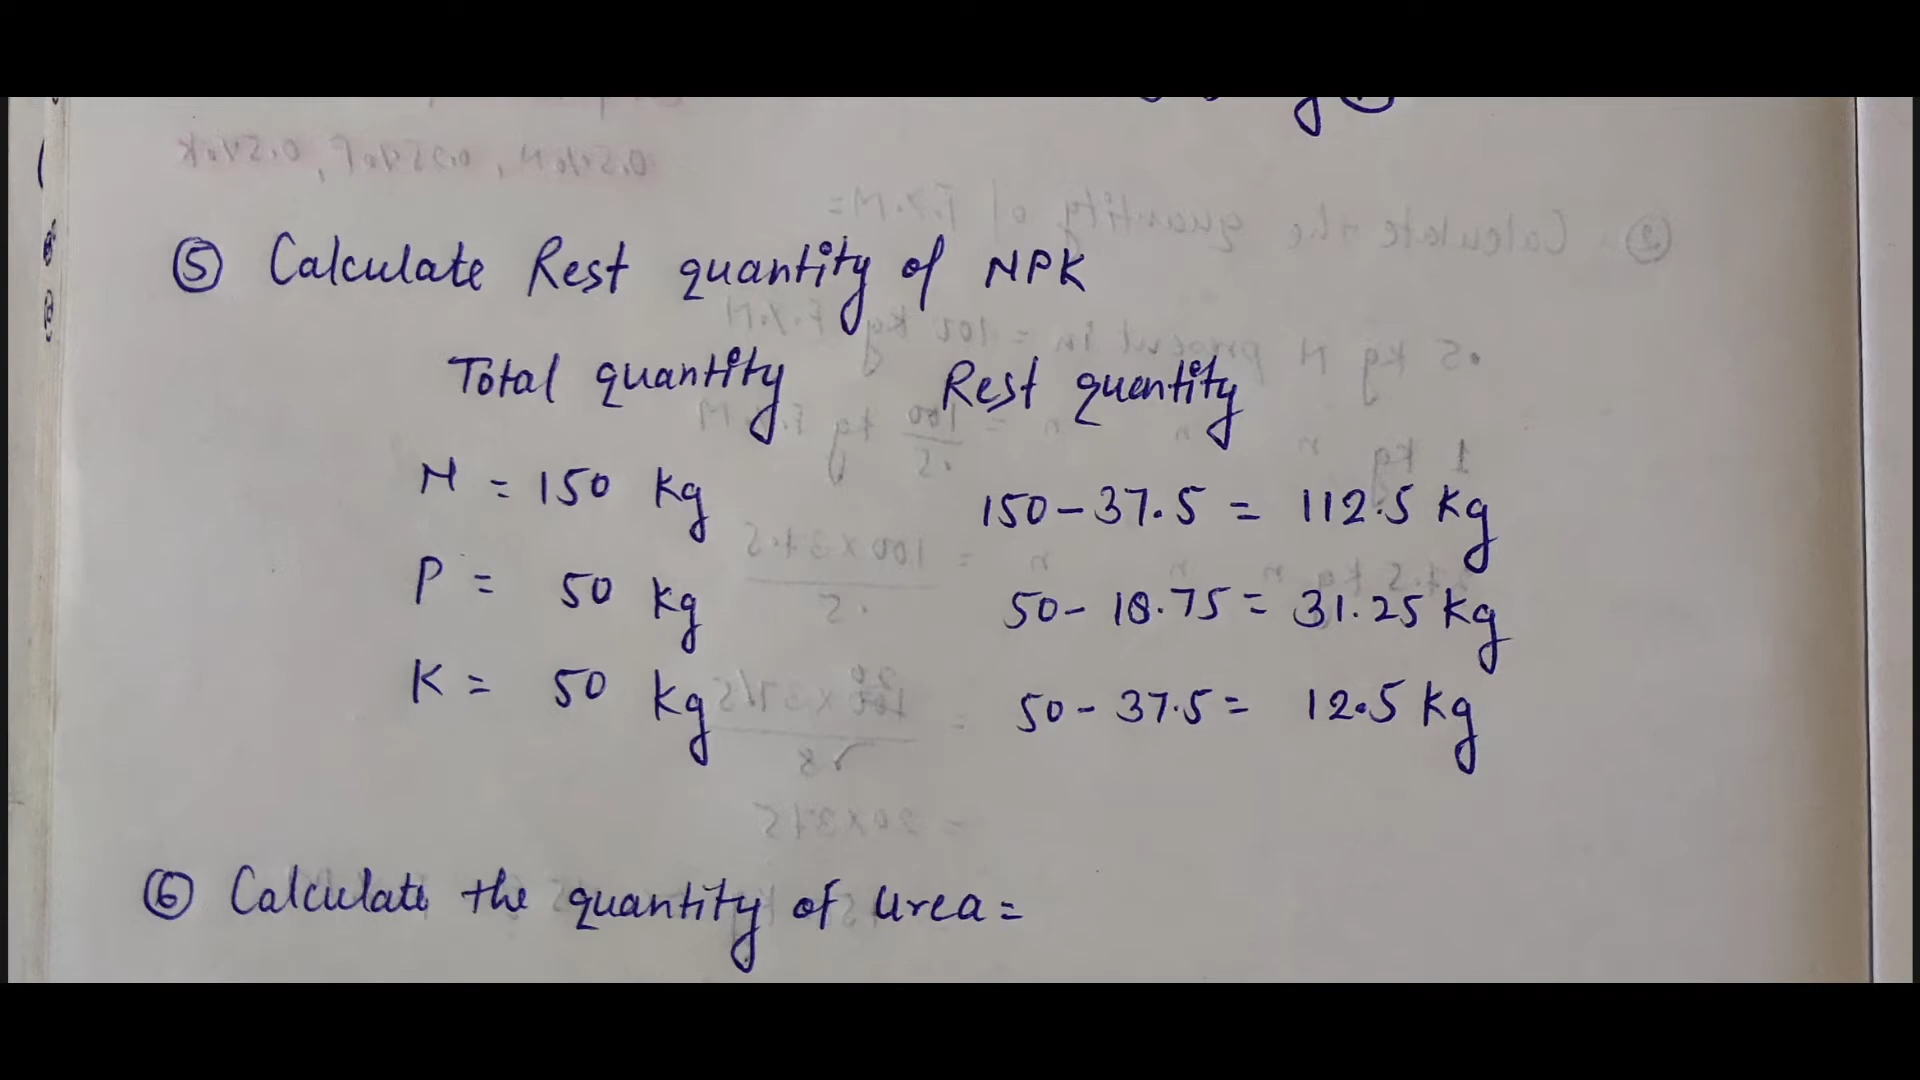 ⑤ Calculate Rest quantity of NPK
Total quantity Rest quantity
N = 150 kg 150 - 37.5 = 112.5 kg
P = 50 kg 50 - 18.75 = 31.25 kg
K = 50 kg 50 - 37.5 = 12.5 kg
⑥ Calculate the quantity of Urea =